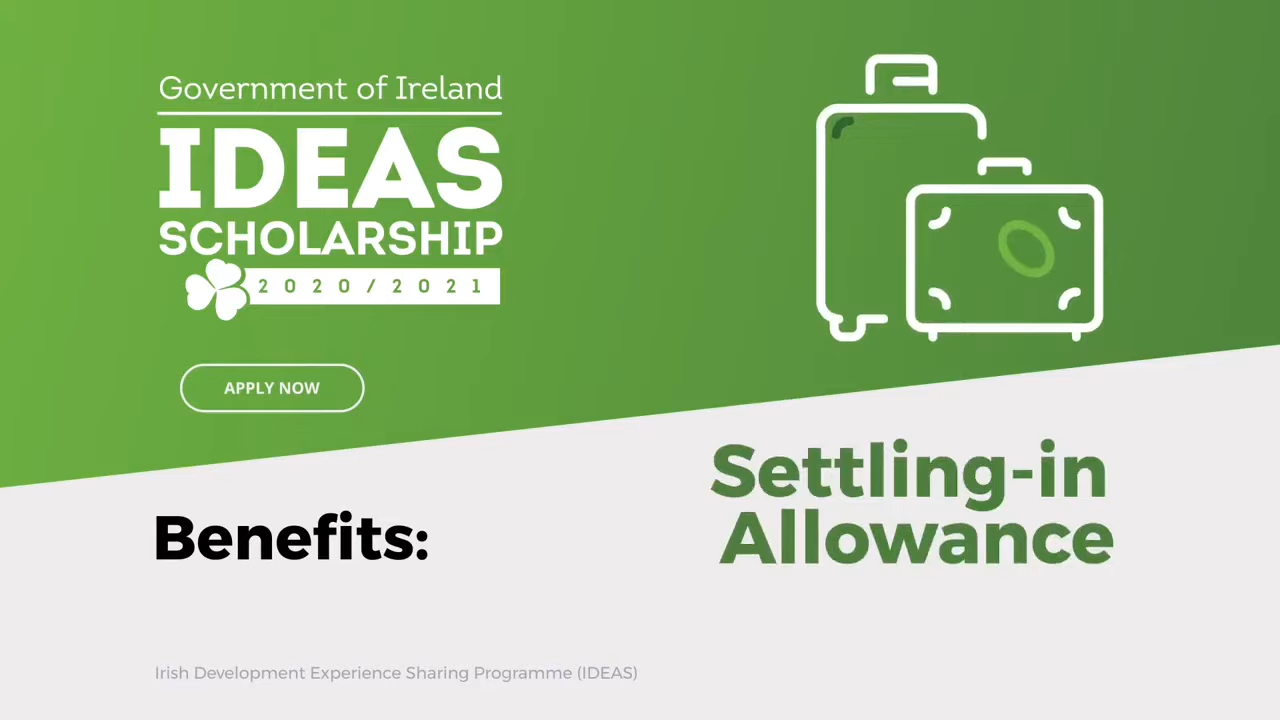 Government of Ireland
IDEAS
SCHOLARSHIP
2020/2021
APPLY NOW
Settling-in
Allowance
Benefits:
Irish Development Experience Sharing Programme (IDEAS)